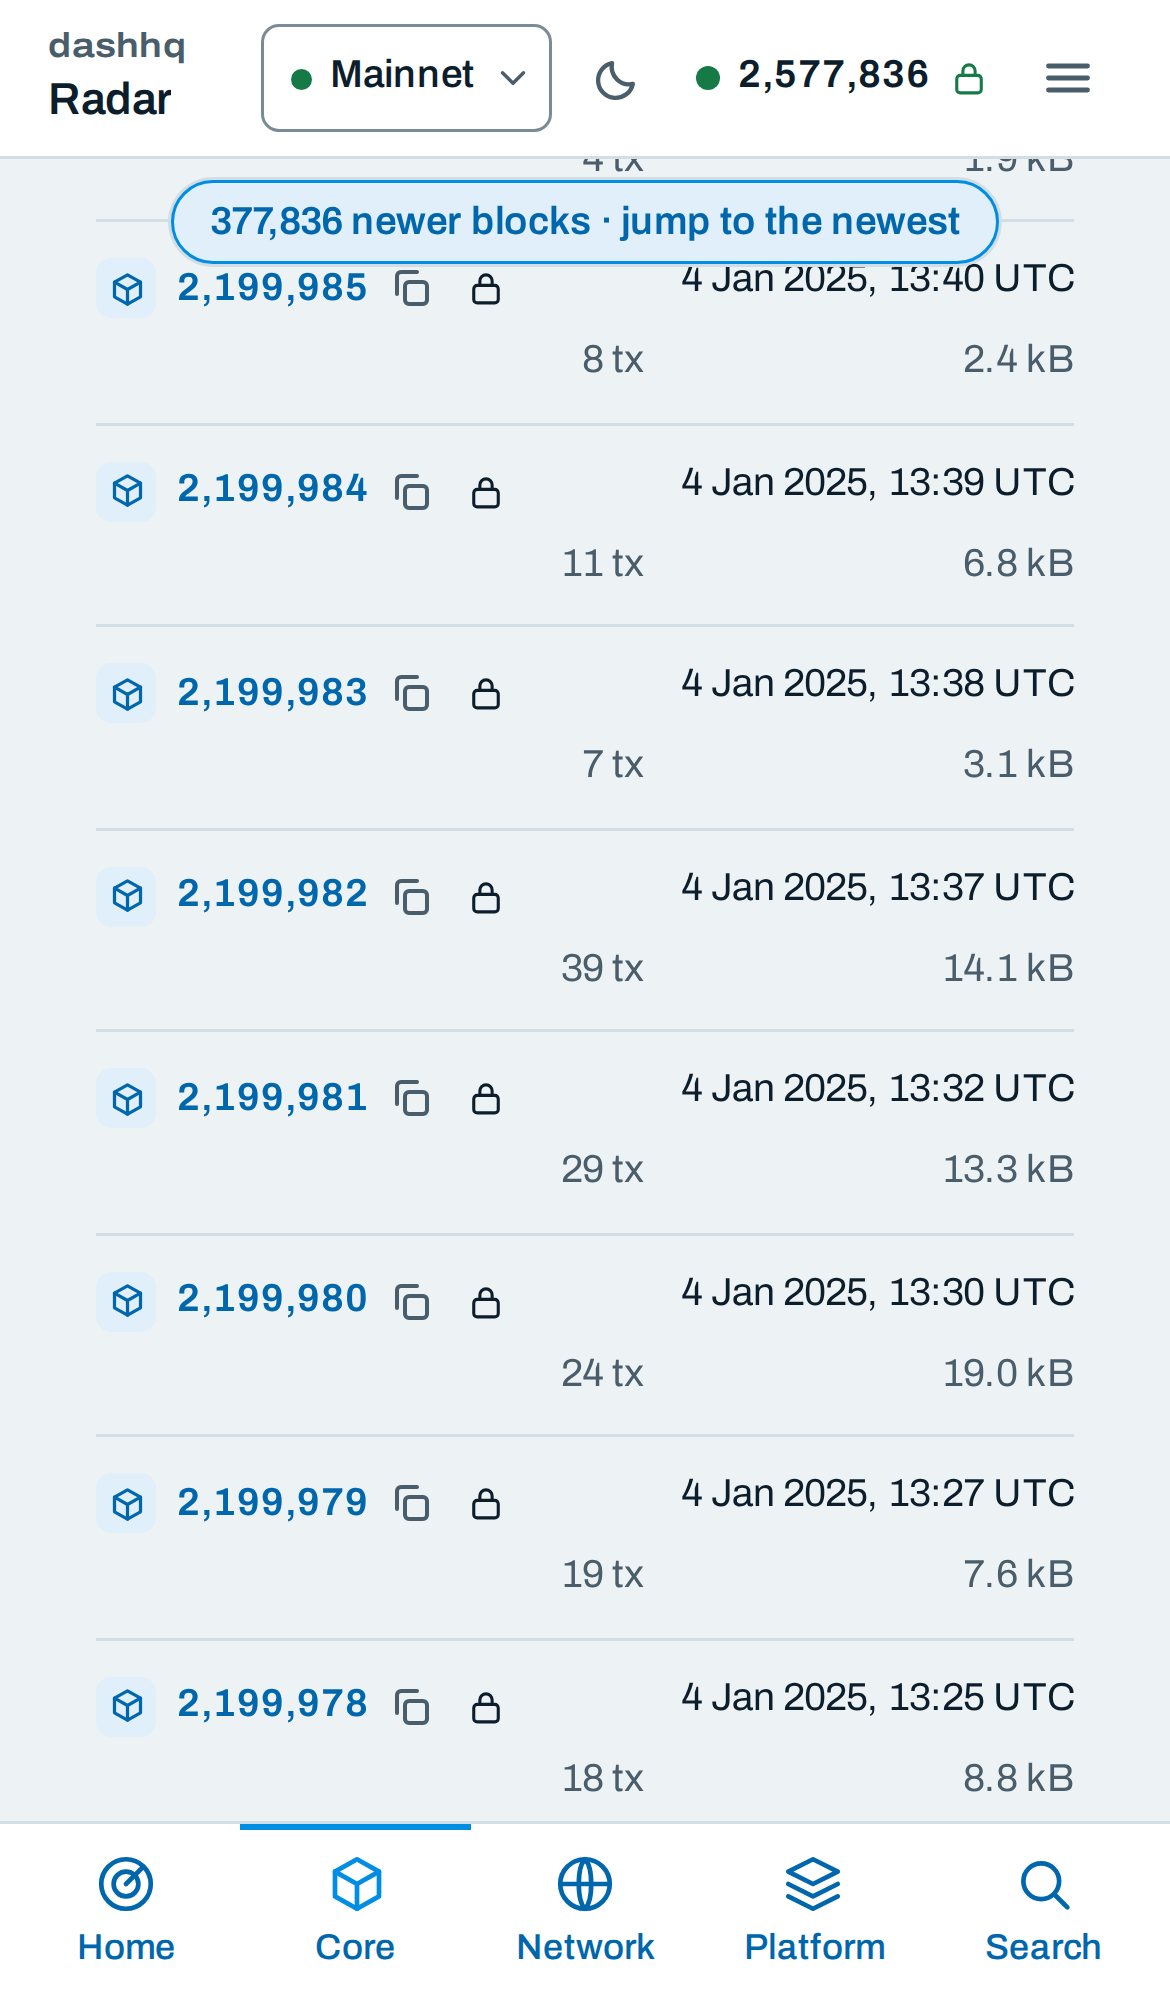 dashhq
Radar
Mainnet
2,577,836
4 tx 1.9 kB
377,836 newer blocks · jump to the newest
2,199,985 4 Jan 2025, 13:40 UTC
8 tx 2.4 kB
2,199,984 4 Jan 2025, 13:39 UTC
11 tx 6.8 kB
2,199,983 4 Jan 2025, 13:38 UTC
7 tx 3.1 kB
2,199,982 4 Jan 2025, 13:37 UTC
39 tx 14.1 kB
2,199,981 4 Jan 2025, 13:32 UTC
29 tx 13.3 kB
2,199,980 4 Jan 2025, 13:30 UTC
24 tx 19.0 kB
2,199,979 4 Jan 2025, 13:27 UTC
19 tx 7.6 kB
2,199,978 4 Jan 2025, 13:25 UTC
18 tx 8.8 kB
Home Core Network Platform Search